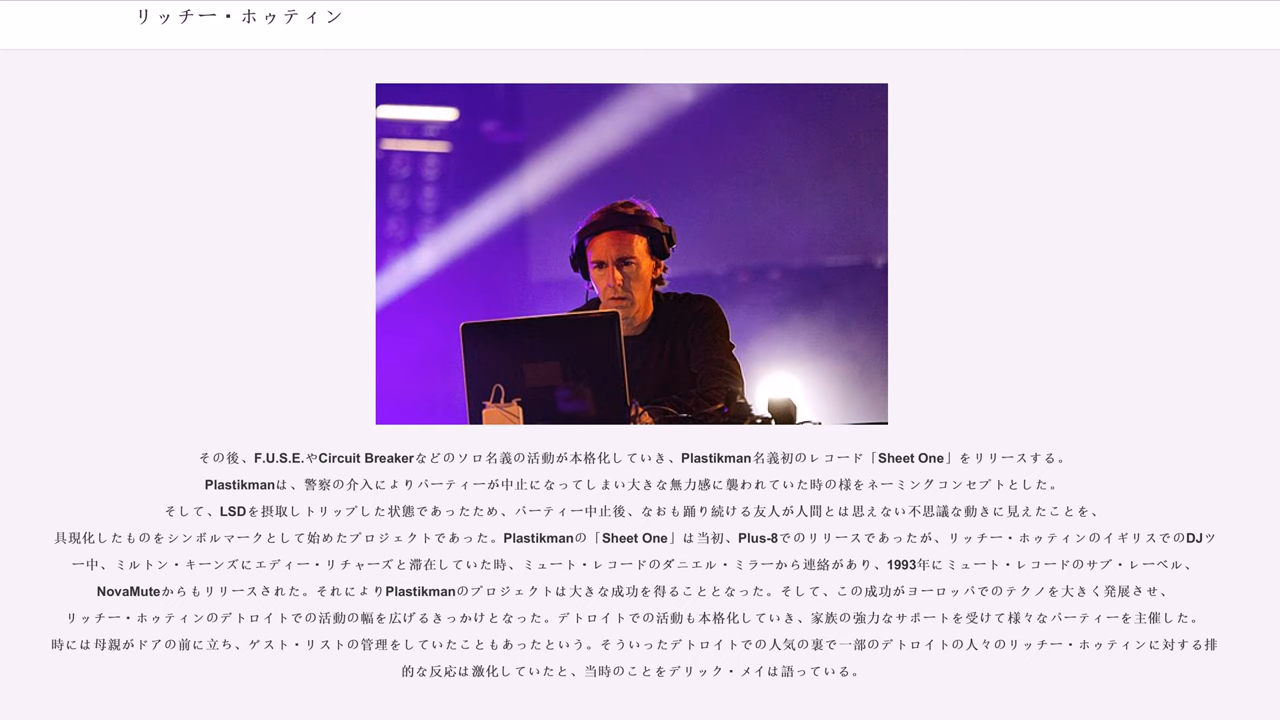 リッチー・ホゥティン
その後、F.U.S.E.やCircuit Breakerなどのソロ名義の活動が本格化していき、Plastikman名義初のレコード「Sheet One」をリリースする。
Plastikmanは、警察の介入によりパーティーが中止になってしまい大きな無力感に襲われていた時の様をネーミングコンセプトとした。
そして、LSDを摂取しトリップした状態であったため、パーティー中止後、なおも踊り続ける友人が人間とは思えない不思議な動きに見えたことを、
具現化したものをシンボルマークとして始めたプロジェクトであった。Plastikmanの「Sheet One」は当初、Plus-8でのリリースであったが、リッチー・ホゥティンのイギリスでのDJツ
ー中、ミルトン・キーンズにエディー・リチャーズと滞在していた時、ミュート・レコードのダニエル・ミラーから連絡があり、1993年にミュート・レコードのサブ・レーベル、
NovaMuteからもリリースされた。それによりPlastikmanのプロジェクトは大きな成功を得ることとなった。そして、この成功がヨーロッパでのテクノを大きく発展させ、
リッチー・ホゥティンのデトロイトでの活動の幅を広げるきっかけとなった。デトロイトでの活動も本格化していき、家族の強力なサポートを受けて様々なパーティーを主催した。
時には母親がドアの前に立ち、ゲスト・リストの管理をしていたこともあったという。そういったデトロイトでの人気の裏で一部のデトロイトの人々のリッチー・ホゥティンに対する排
的な反応は激化していたと、当時のことをデリック・メイは語っている。